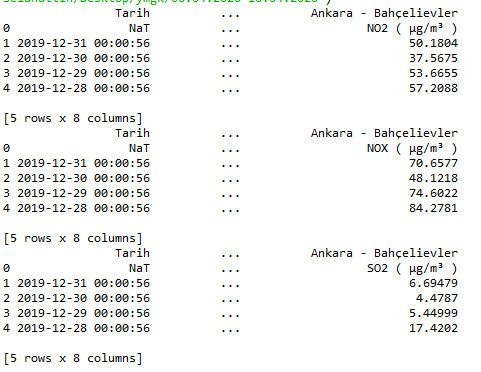 Tarih ... Ankara - Bahçelievler
0 NaT ... NO2 ( µg/m³ )
1 2019-12-31 00:00:56 ... 50.1804
2 2019-12-30 00:00:56 ... 37.5675
3 2019-12-29 00:00:56 ... 53.6655
4 2019-12-28 00:00:56 ... 57.2088
[5 rows x 8 columns]
Tarih ... Ankara - Bahçelievler
0 NaT ... NOX ( µg/m³ )
1 2019-12-31 00:00:56 ... 70.6577
2 2019-12-30 00:00:56 ... 48.1218
3 2019-12-29 00:00:56 ... 74.6022
4 2019-12-28 00:00:56 ... 84.2781
[5 rows x 8 columns]
Tarih ... Ankara - Bahçelievler
0 NaT ... SO2 ( µg/m³ )
1 2019-12-31 00:00:56 ... 6.69479
2 2019-12-30 00:00:56 ... 4.4787
3 2019-12-29 00:00:56 ... 5.44999
4 2019-12-28 00:00:56 ... 17.4202
[5 rows x 8 columns]